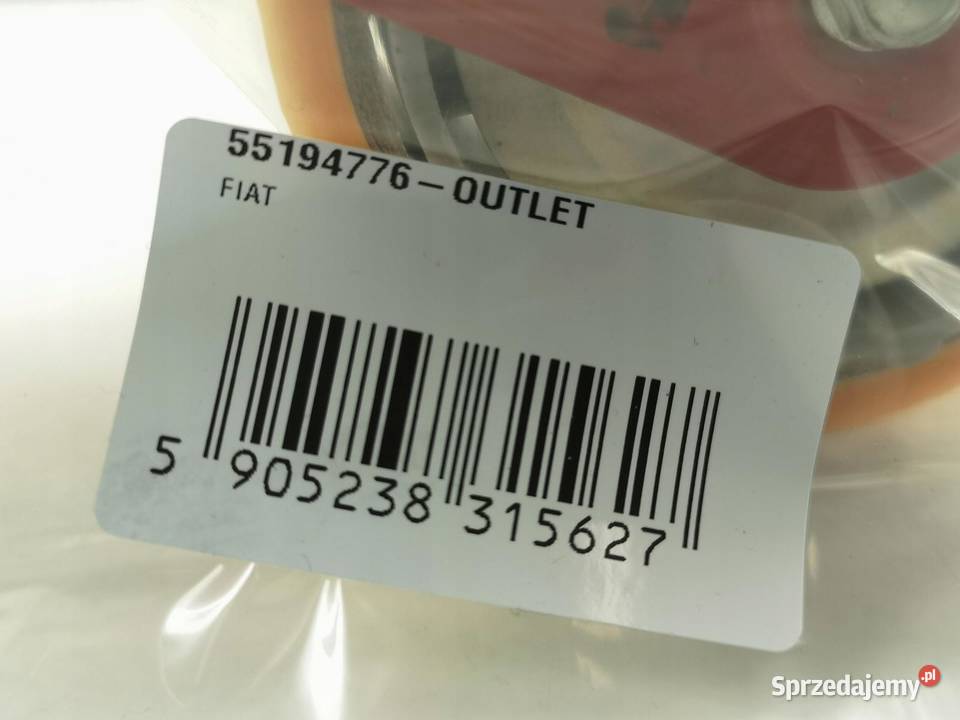 55194776-OUTLET
FIAT
5 905238 315627
Sprzedajemy.pl